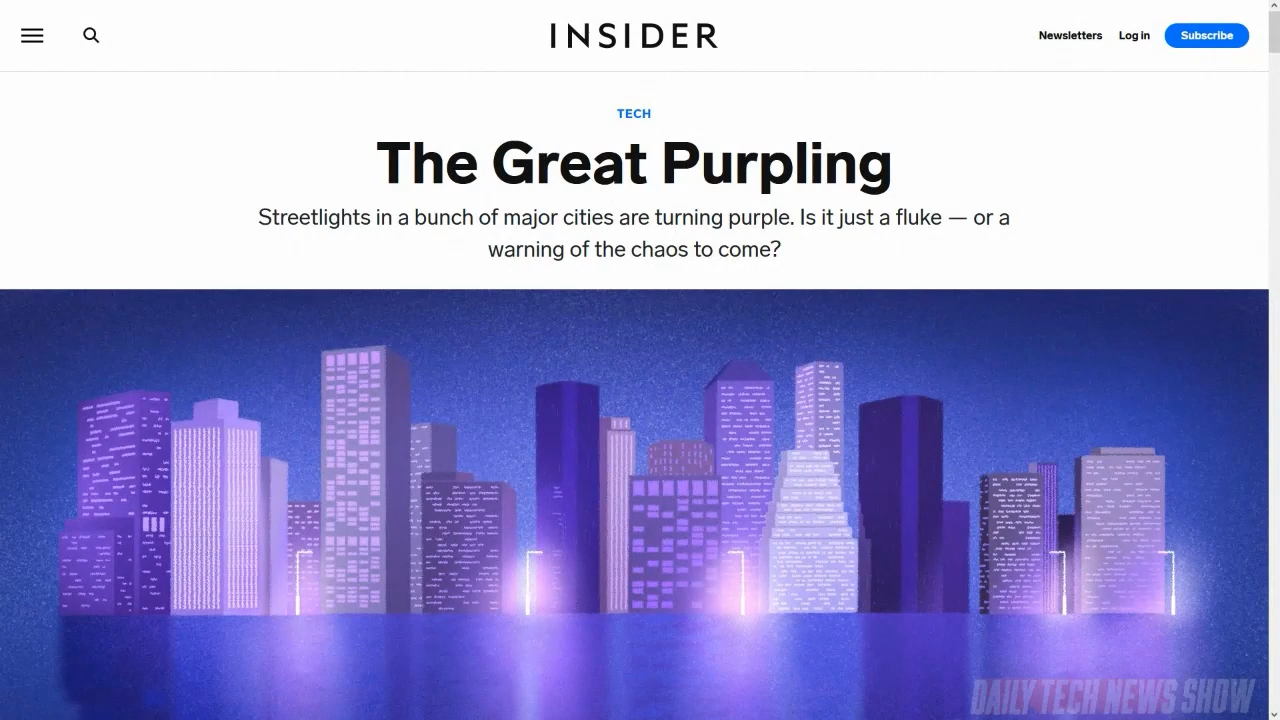 INSIDER
Newsletters Log in Subscribe
TECH
The Great Purpling
Streetlights in a bunch of major cities are turning purple. Is it just a fluke — or a
warning of the chaos to come?
DAILY TECH NEWS SHOW